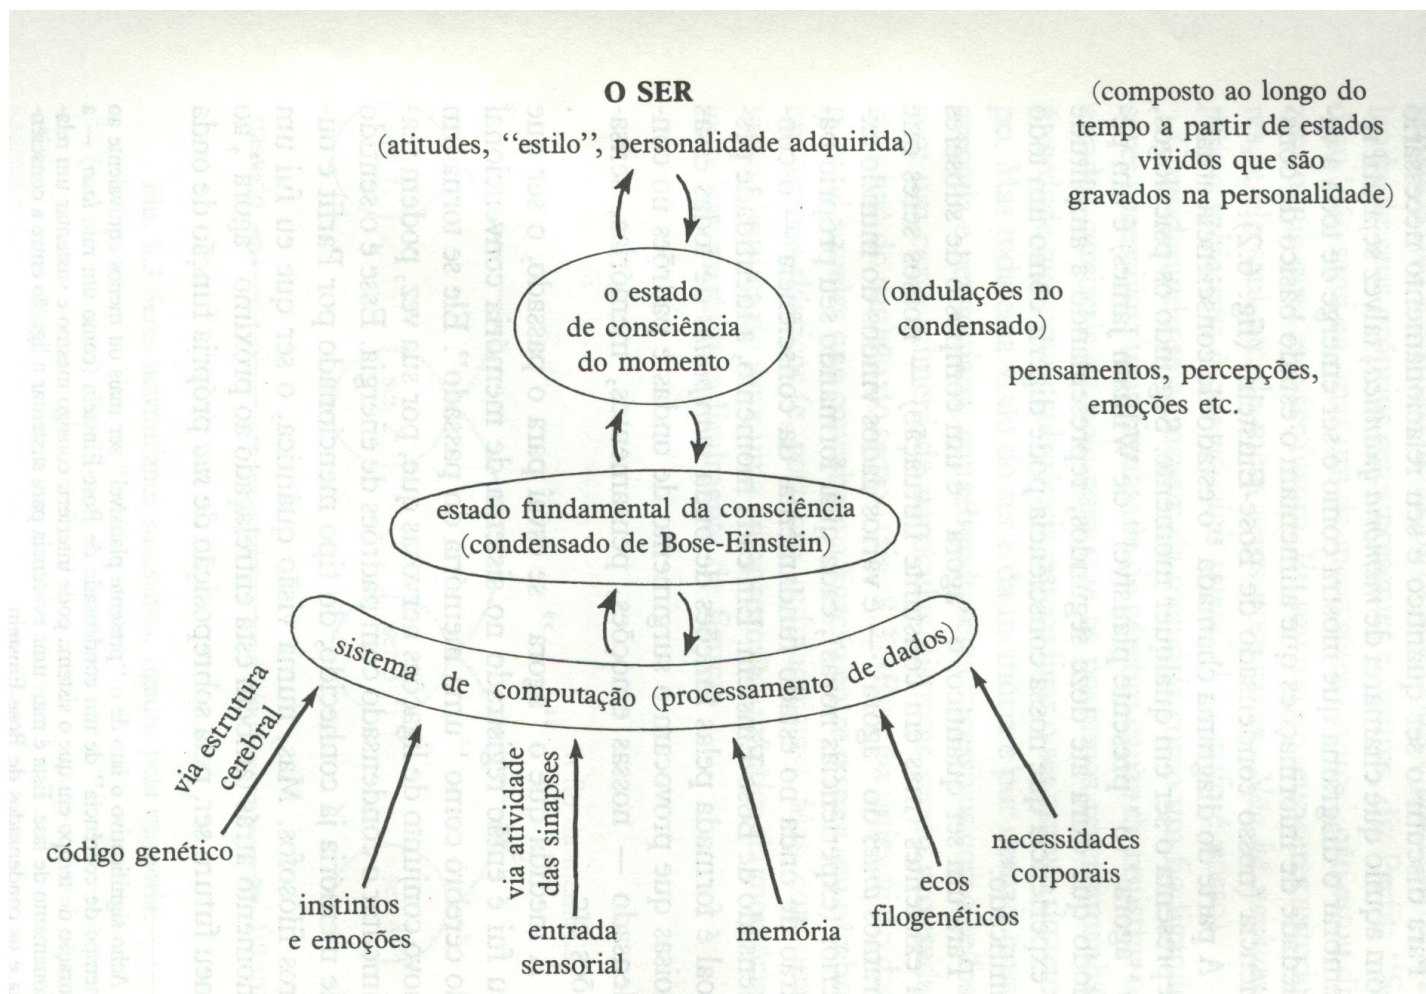 O SER
(atitudes, “estilo”, personalidade adquirida)
(composto ao longo do
tempo a partir de estados
vividos que são
gravados na personalidade)
o estado
de consciência
do momento
(ondulações no
condensado)
pensamentos, percepções,
emoções etc.
estado fundamental da consciência
(condensado de Bose-Einstein)
sistema de computação (processamento de dados)
via estrutura
cerebral
código genético
instintos
e emoções
via atividade
das sinapses
entrada
sensorial
memória
ecos
filogenéticos
necessidades
corporais